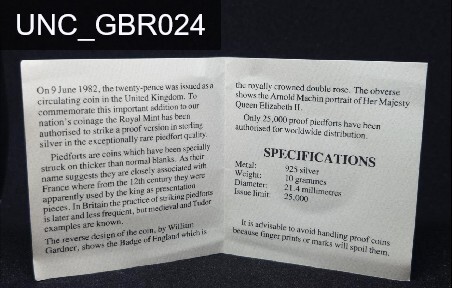 UNC_GBR024
On 9 June 1982, the twenty-pence was issued as a
circulating coin in the United Kingdom. To
commemorate this important addition to our
nation's coinage the Royal Mint has been
authorised to strike a proof version in sterling
silver in the exceptionally rare piedfort quality.
Piedforts are coins which have been specially
struck on thicker than normal blanks. As their
name suggests they are closely associated with
France where from the 12th century they were
apparently used by the king as presentation
pieces. In Britain the practice of striking piedforts
is later and less frequent, but medieval and Tudor
examples are known.
The reverse design of the coin, by William
Gardner, shows the Badge of England which is
the royally crowned double rose. The obverse
shows the Arnold Machin portrait of Her Majesty
Queen Elizabeth II.
Only 25,000 proof piedforts have been
authorised for worldwide distribution.
SPECIFICATIONS
Metal: 925 silver
Weight: 10 grammes
Diameter: 21.4 millimetres
Issue limit: 25,000
It is advisable to avoid handling proof coins
because finger prints or marks will spoil them.